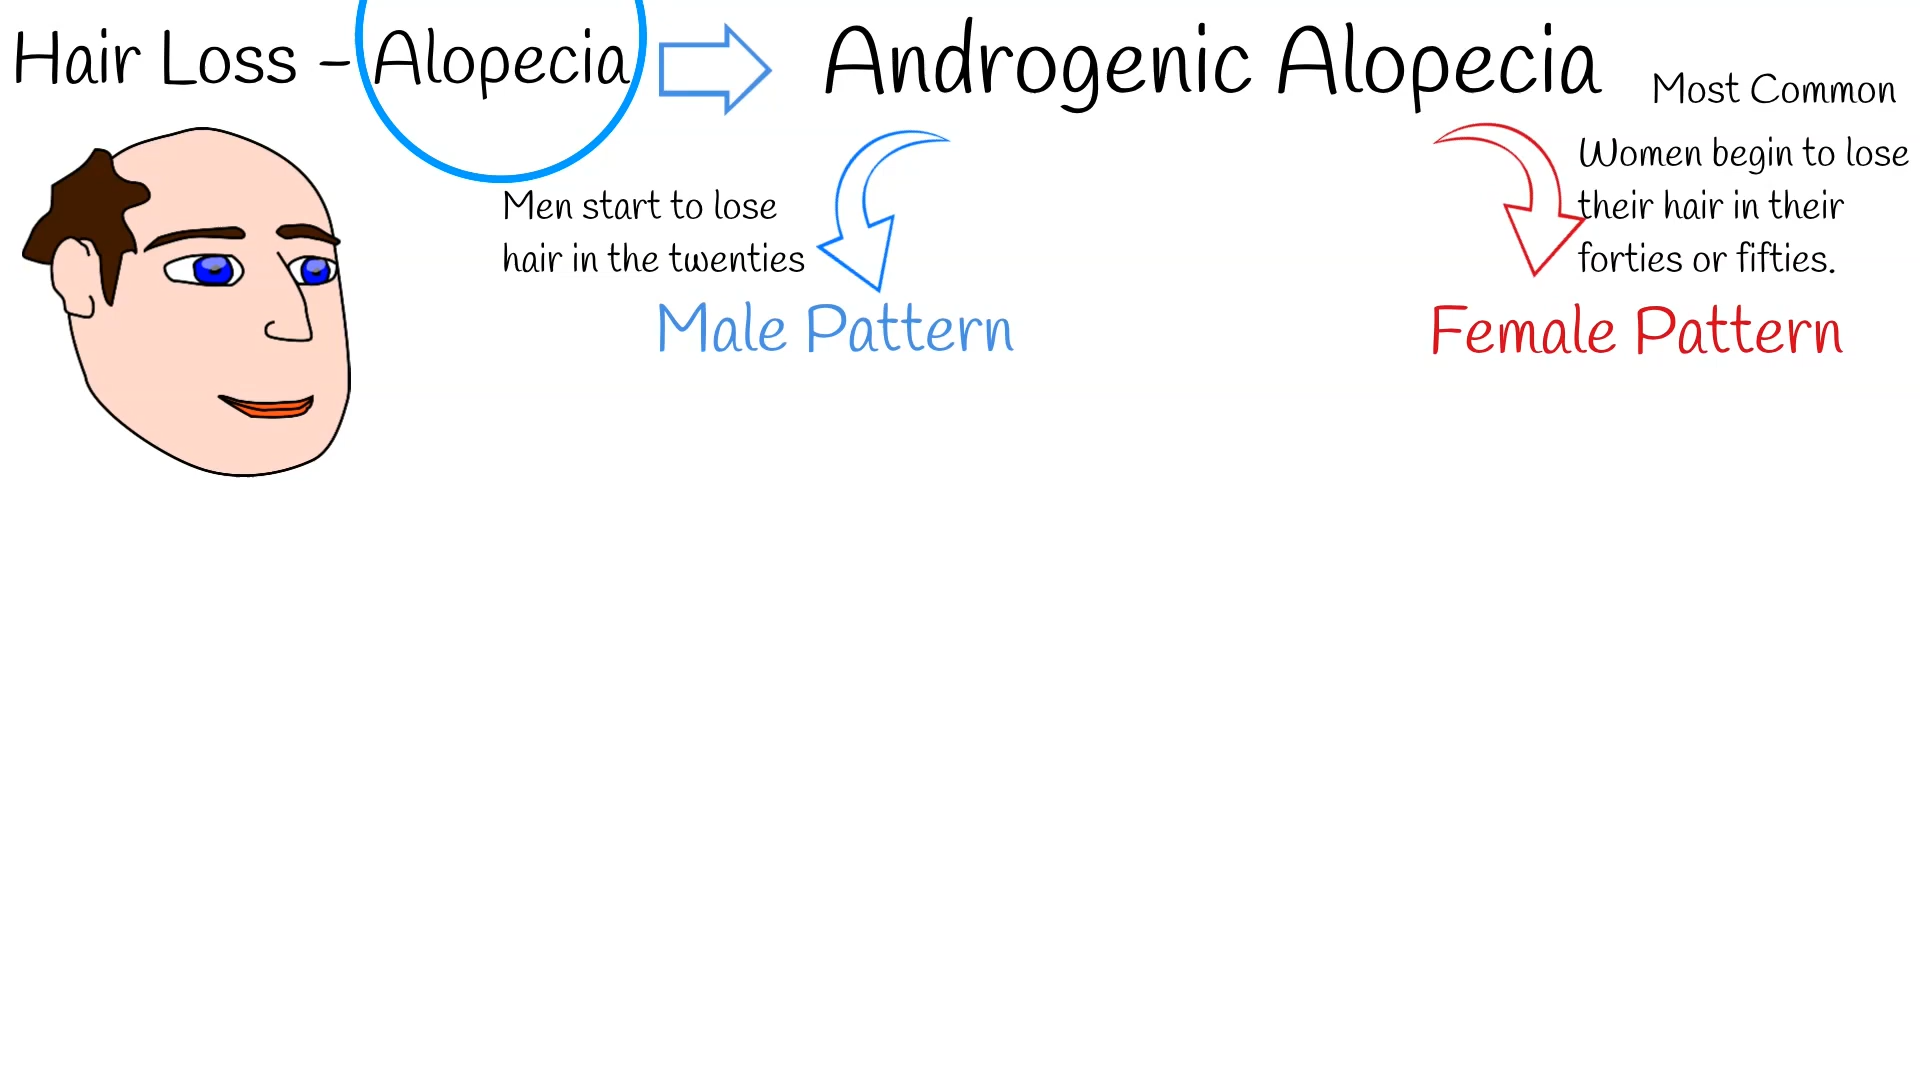 Hair Loss - Alopecia
Androgenic Alopecia
Most Common
Men start to lose
hair in the twenties
Male Pattern
Women begin to lose
their hair in their
forties or fifties.
Female Pattern